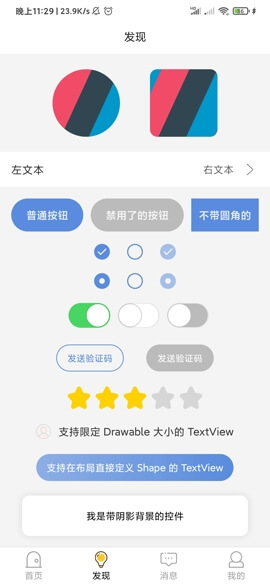 晚上11:29 | 23.9K/s
发现
左文本
右文本
普通按钮
禁用了的按钮
不带圆角的
发送验证码
发送验证码
支持限定 Drawable 大小的 TextView
支持在布局直接定义 Shape 的 TextView
我是带阴影背景的控件
首页
发现
消息
我的